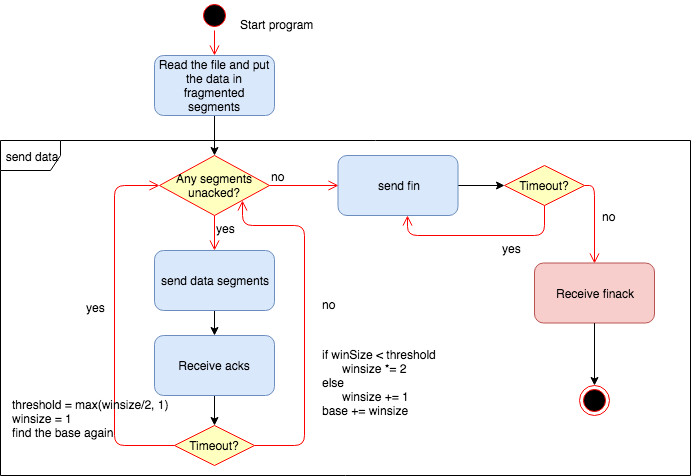 Start program
Read the file and put
the data in
fragmented
segments
send data
Any segments
unacked?
no
send fin
Timeout?
no
yes
yes
send data segments
Receive finack
yes
no
Receive acks
if winSize < threshold
winsize *= 2
else
winsize += 1
base += winsize
threshold = max(winsize/2, 1)
winsize = 1
find the base again
Timeout?